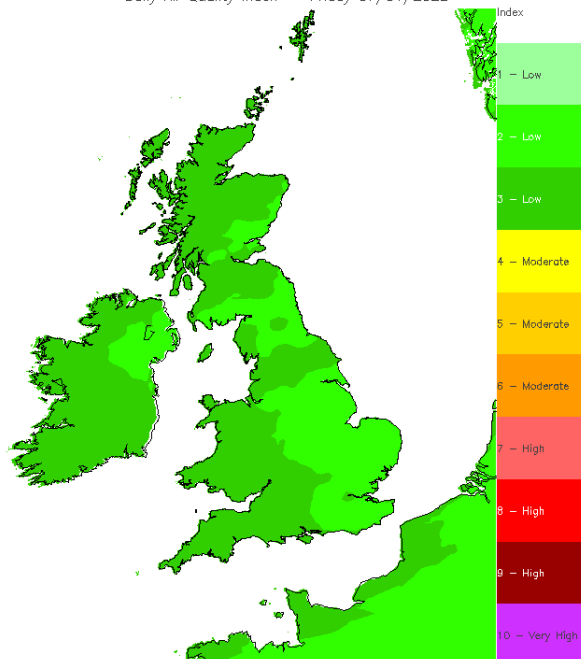 Index
1 - Low
2 - Low
3 - Low
4 - Moderate
5 - Moderate
6 - Moderate
7 - High
8 - High
9 - High
10 - Very High